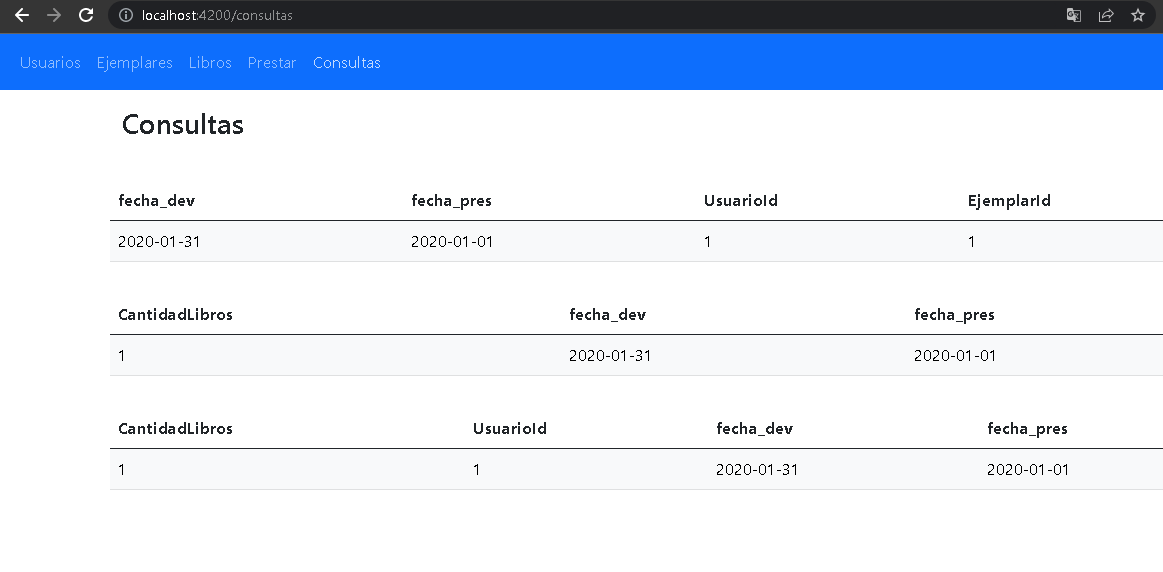 localhost:4200/consultas
Usuarios Ejemplares Libros Prestar Consultas
Consultas
fecha_dev fecha_pres UsuarioId EjemplarId
2020-01-31 2020-01-01 1 1
CantidadLibros fecha_dev fecha_pres
1 2020-01-31 2020-01-01
CantidadLibros UsuarioId fecha_dev fecha_pres
1 1 2020-01-31 2020-01-01